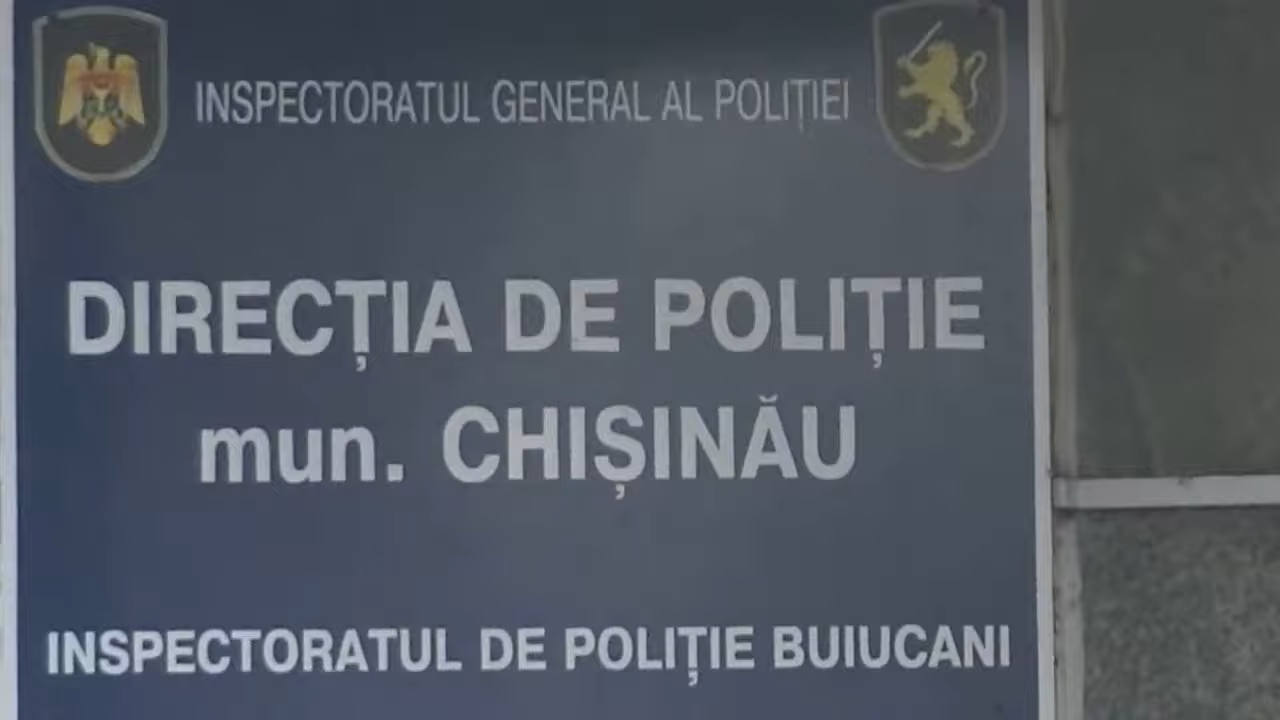 INSPECTORATUL GENERAL AL POLIȚIEI
DIRECȚIA DE POLIȚIE
mun. CHIȘINĂU
INSPECTORATUL DE POLIȚIE BUIUCANI